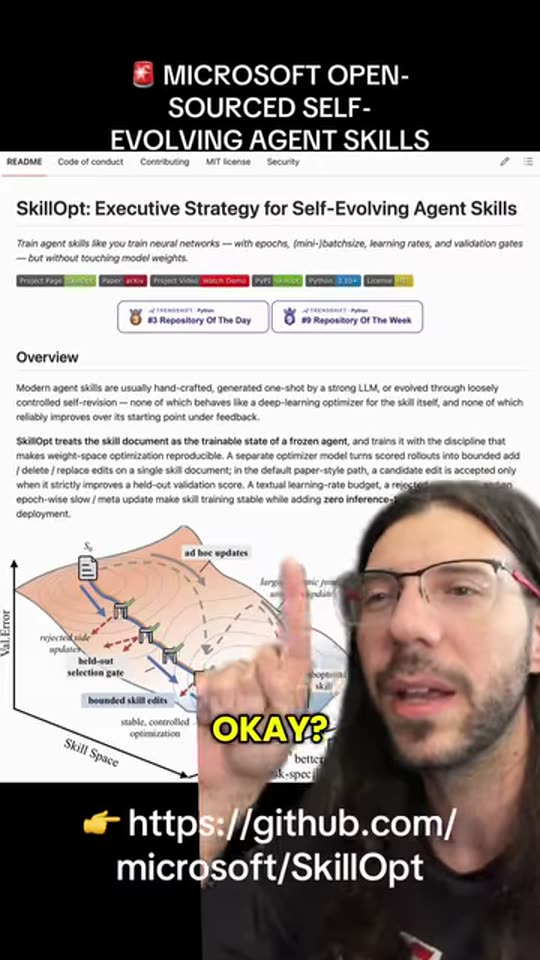 🚨 MICROSOFT OPEN-
SOURCED SELF-
EVOLVING AGENT SKILLS
README Code of conduct Contributing MIT license Security
SkillOpt: Executive Strategy for Self-Evolving Agent Skills
Train agent skills like you train neural networks — with epochs, (mini-)batchsize, learning rates, and validation gates
— but without touching model weights.
Project Page SkillOpt Paper arXiv Project Video Watch Demo PyPI skillopt Python 3.10+ License
TRENDSHIFT · Python
#3 Repository Of The Day
TRENDSHIFT · Python
#9 Repository Of The Week
Overview
Modern agent skills are usually hand-crafted, generated one-shot by a strong LLM, or evolved through loosely
controlled self-revision — none of which behaves like a deep-learning optimizer for the skill itself, and none of which
reliably improves over its starting point under feedback.
SkillOpt treats the skill document as the trainable state of a frozen agent, and trains it with the discipline that
makes weight-space optimization reproducible. A separate optimizer model turns scored rollouts into bounded add
/ delete / replace edits on a single skill document; in the default paper-style path, a candidate edit is accepted only
when it strictly improves a held-out validation score. A textual learning-rate budget, a
epoch-wise slow / meta update make skill training stable while adding zero
deployment.
S₀
ad hoc updates
rejected side
updates
held-out
selection gate
bounded skill edits
stable, controlled
optimization
skill
Val.Error
Skill Space
OKAY?
👉 https://github.com/
microsoft/SkillOpt